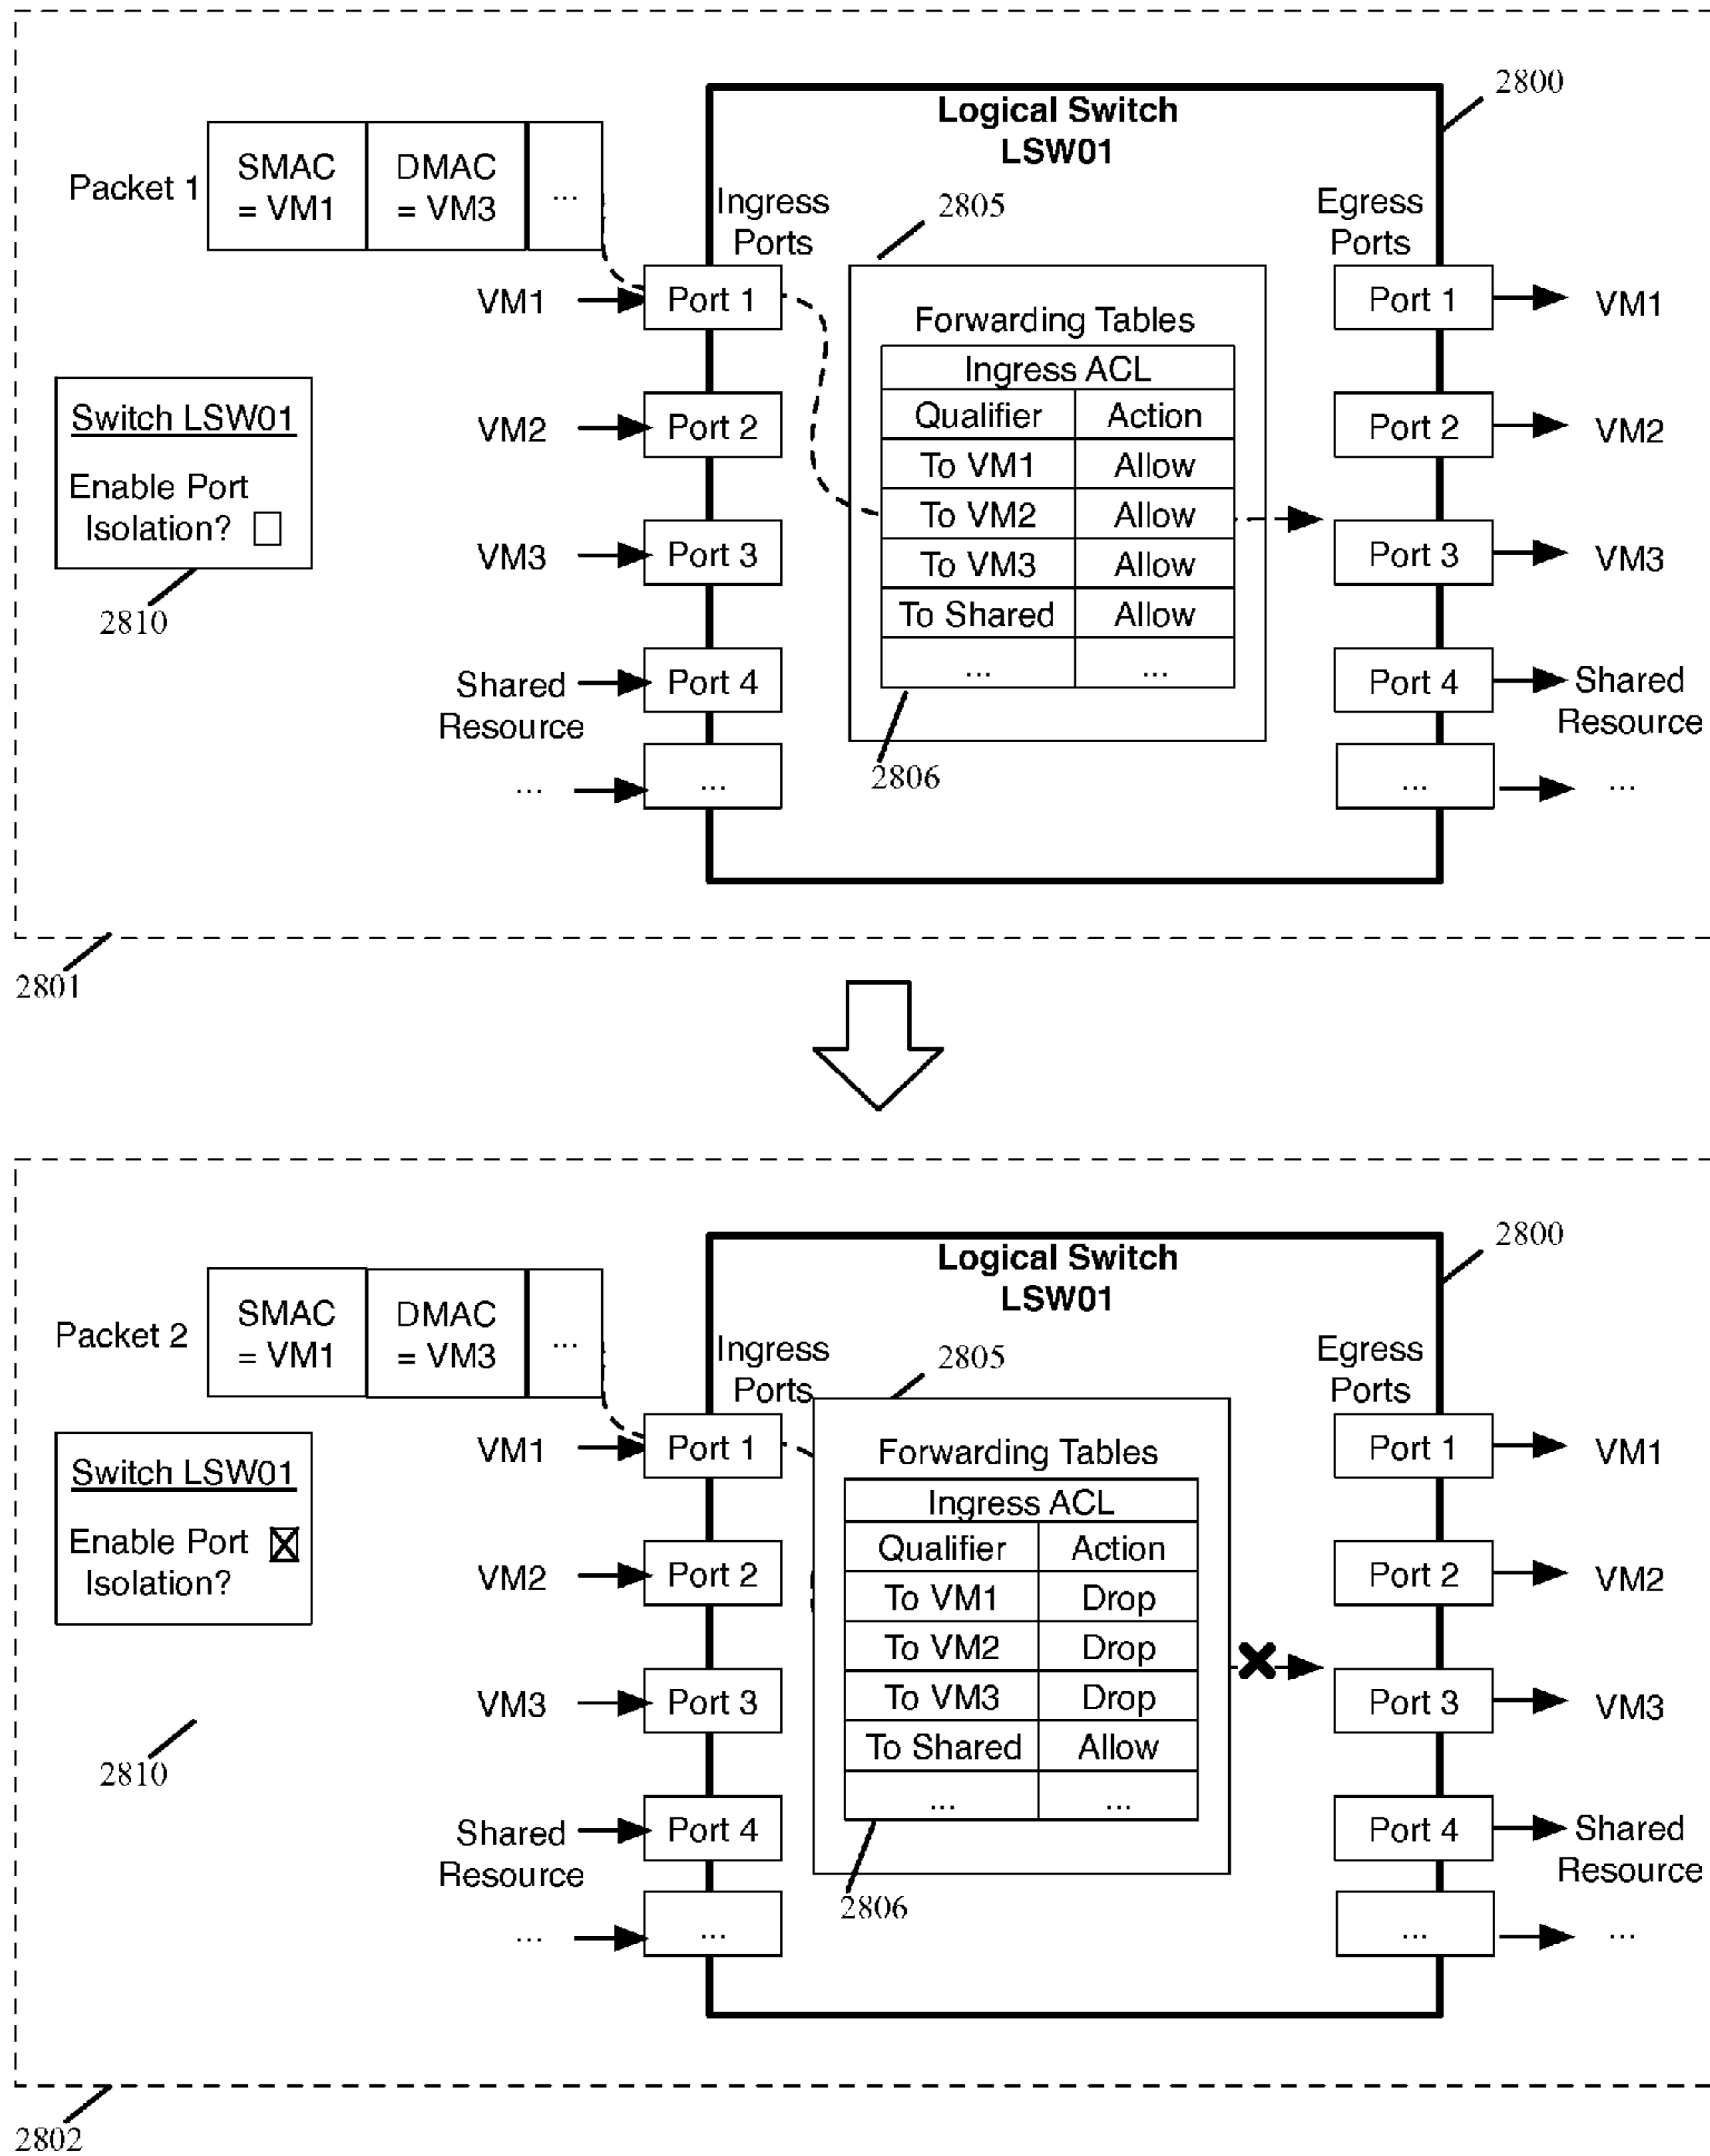 2800
Logical Switch
LSW01
Packet 1
SMAC
= VM1
DMAC
= VM3
...
Ingress
Ports
2805
Egress
Ports
VM1
Port 1
Port 1
VM1
Forwarding Tables
Ingress ACL
Qualifier
Action
To VM1
Allow
To VM2
Allow
To VM3
Allow
To Shared
Allow
...
...
Switch LSW01
Enable Port
Isolation?
2810
VM2
Port 2
Port 2
VM2
VM3
Port 3
Port 3
VM3
Shared
Resource
Port 4
Port 4
Shared
Resource
2806
...
...
...
...
2801
2800
Logical Switch
LSW01
Packet 2
SMAC
= VM1
DMAC
= VM3
...
Ingress
Ports
2805
Egress
Ports
VM1
Port 1
Port 1
VM1
Forwarding Tables
Ingress ACL
Qualifier
Action
To VM1
Drop
To VM2
Drop
To VM3
Drop
To Shared
Allow
...
...
Switch LSW01
Enable Port
Isolation?
2810
VM2
Port 2
Port 2
VM2
VM3
Port 3
Port 3
VM3
Shared
Resource
Port 4
Port 4
Shared
Resource
2806
...
...
...
...
2802